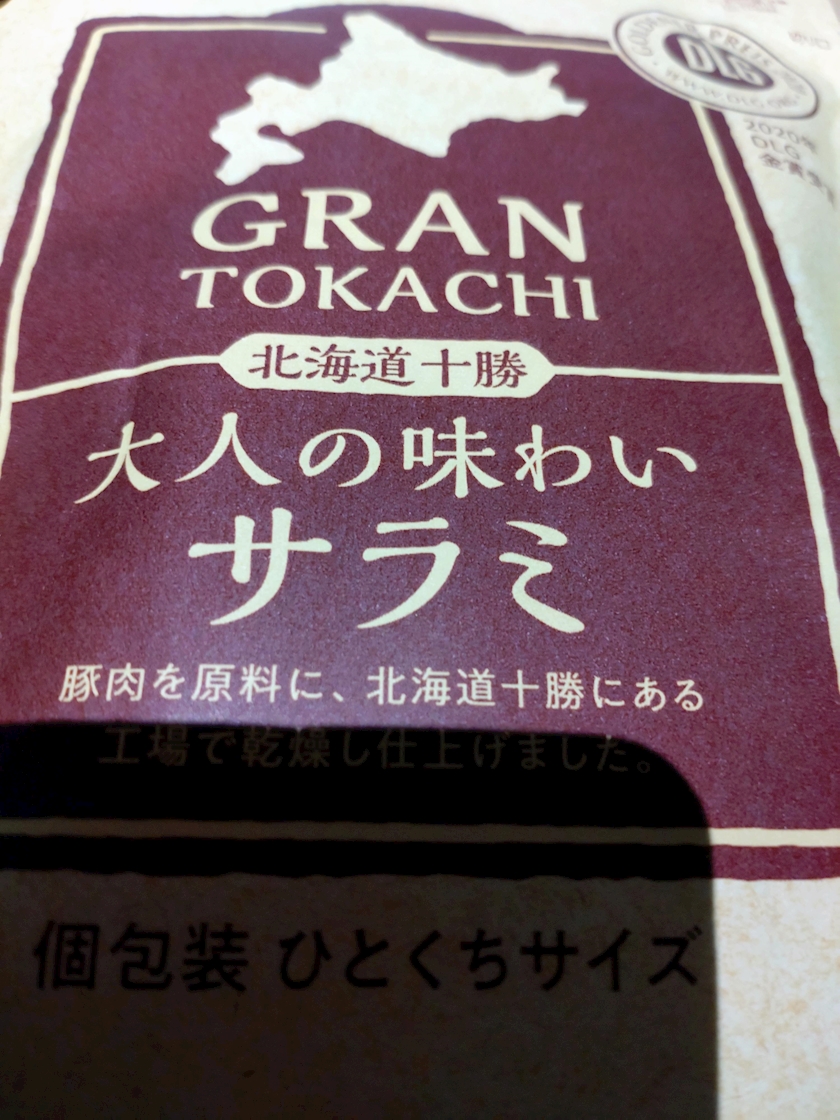 GRAN
TOKACHI
北海道十勝
大人の味わい
サラミ
豚肉を原料に、北海道十勝にある
工場で乾燥し仕上げました。
個包装 ひとくちサイズ
DLG
2020年
DLG